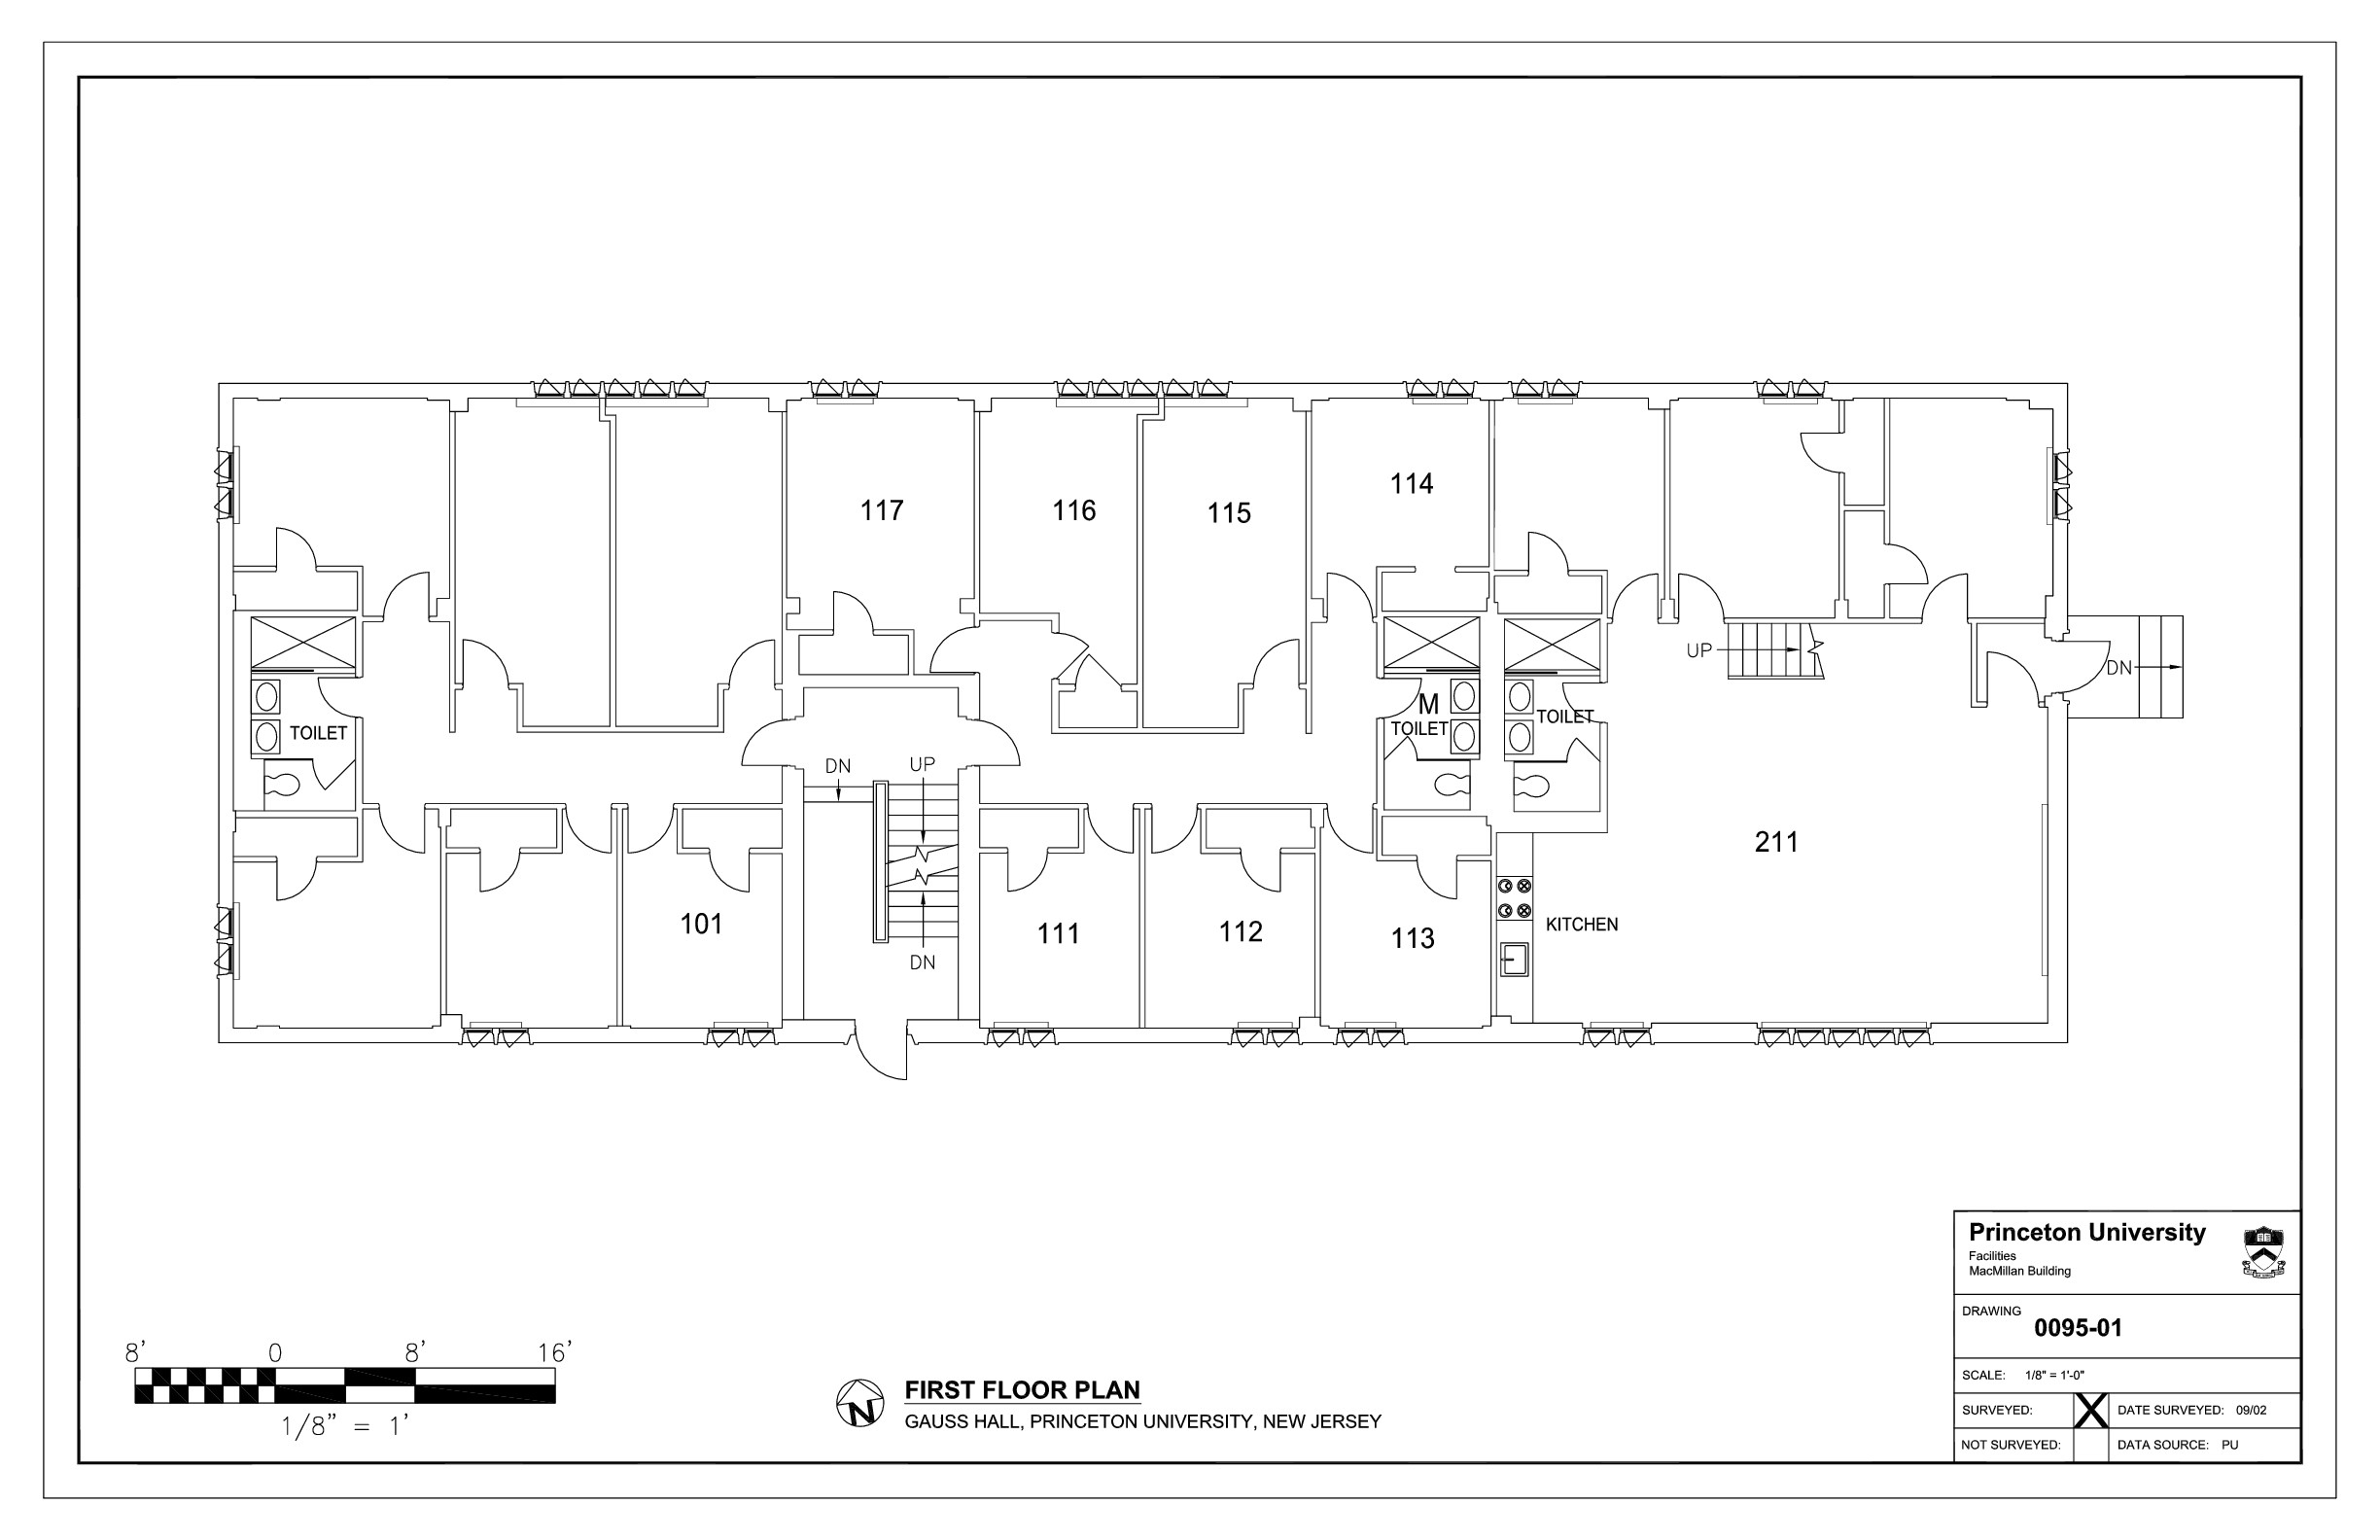 117
116
115
114
UP
DN
M
TOILET
TOILET
TOILET
DN
UP
211
101
111
112
113
KITCHEN
DN
Princeton University
Facilities
MacMillan Building
DRAWING
0095-01
8' 0 8' 16'
1/8" = 1'
N
FIRST FLOOR PLAN
GAUSS HALL, PRINCETON UNIVERSITY, NEW JERSEY
SCALE: 1/8" = 1'-0"
SURVEYED: X DATE SURVEYED: 09/02
NOT SURVEYED: DATA SOURCE: PU